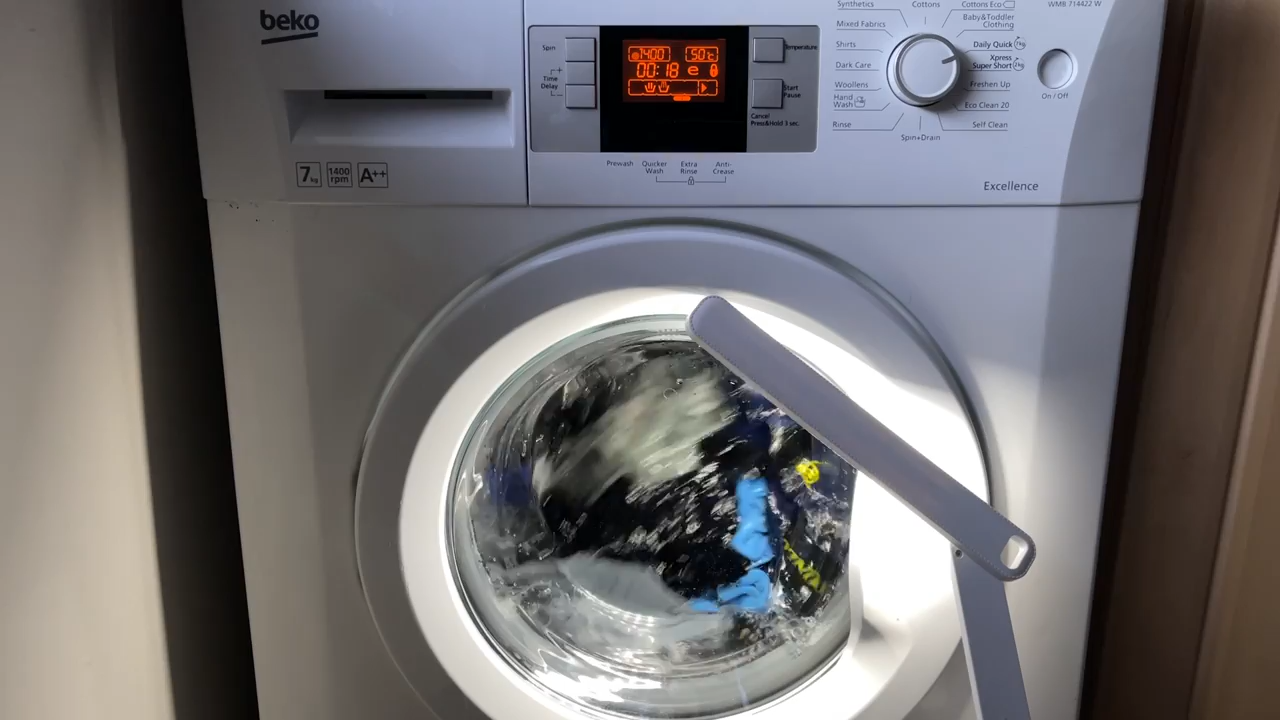 beko
7 kg
1400 rpm
A++
Spin
Time Delay
+
-
1400
50°c
00:18 e
Temperature
Start Pause
Cancel
Press&Hold 3 sec.
Prewash
Quicker Wash
Extra Rinse
Anti-Crease
Synthetics
Mixed Fabrics
Shirts
Dark Care
Woollens
Hand Wash
Rinse
Spin+Drain
Cottons
Cottons Eco
Baby&Toddler Clothing
Daily Quick
Xpress Super Short
Freshen Up
Eco Clean 20
Self Clean
WMB 714422 W
On / Off
Excellence